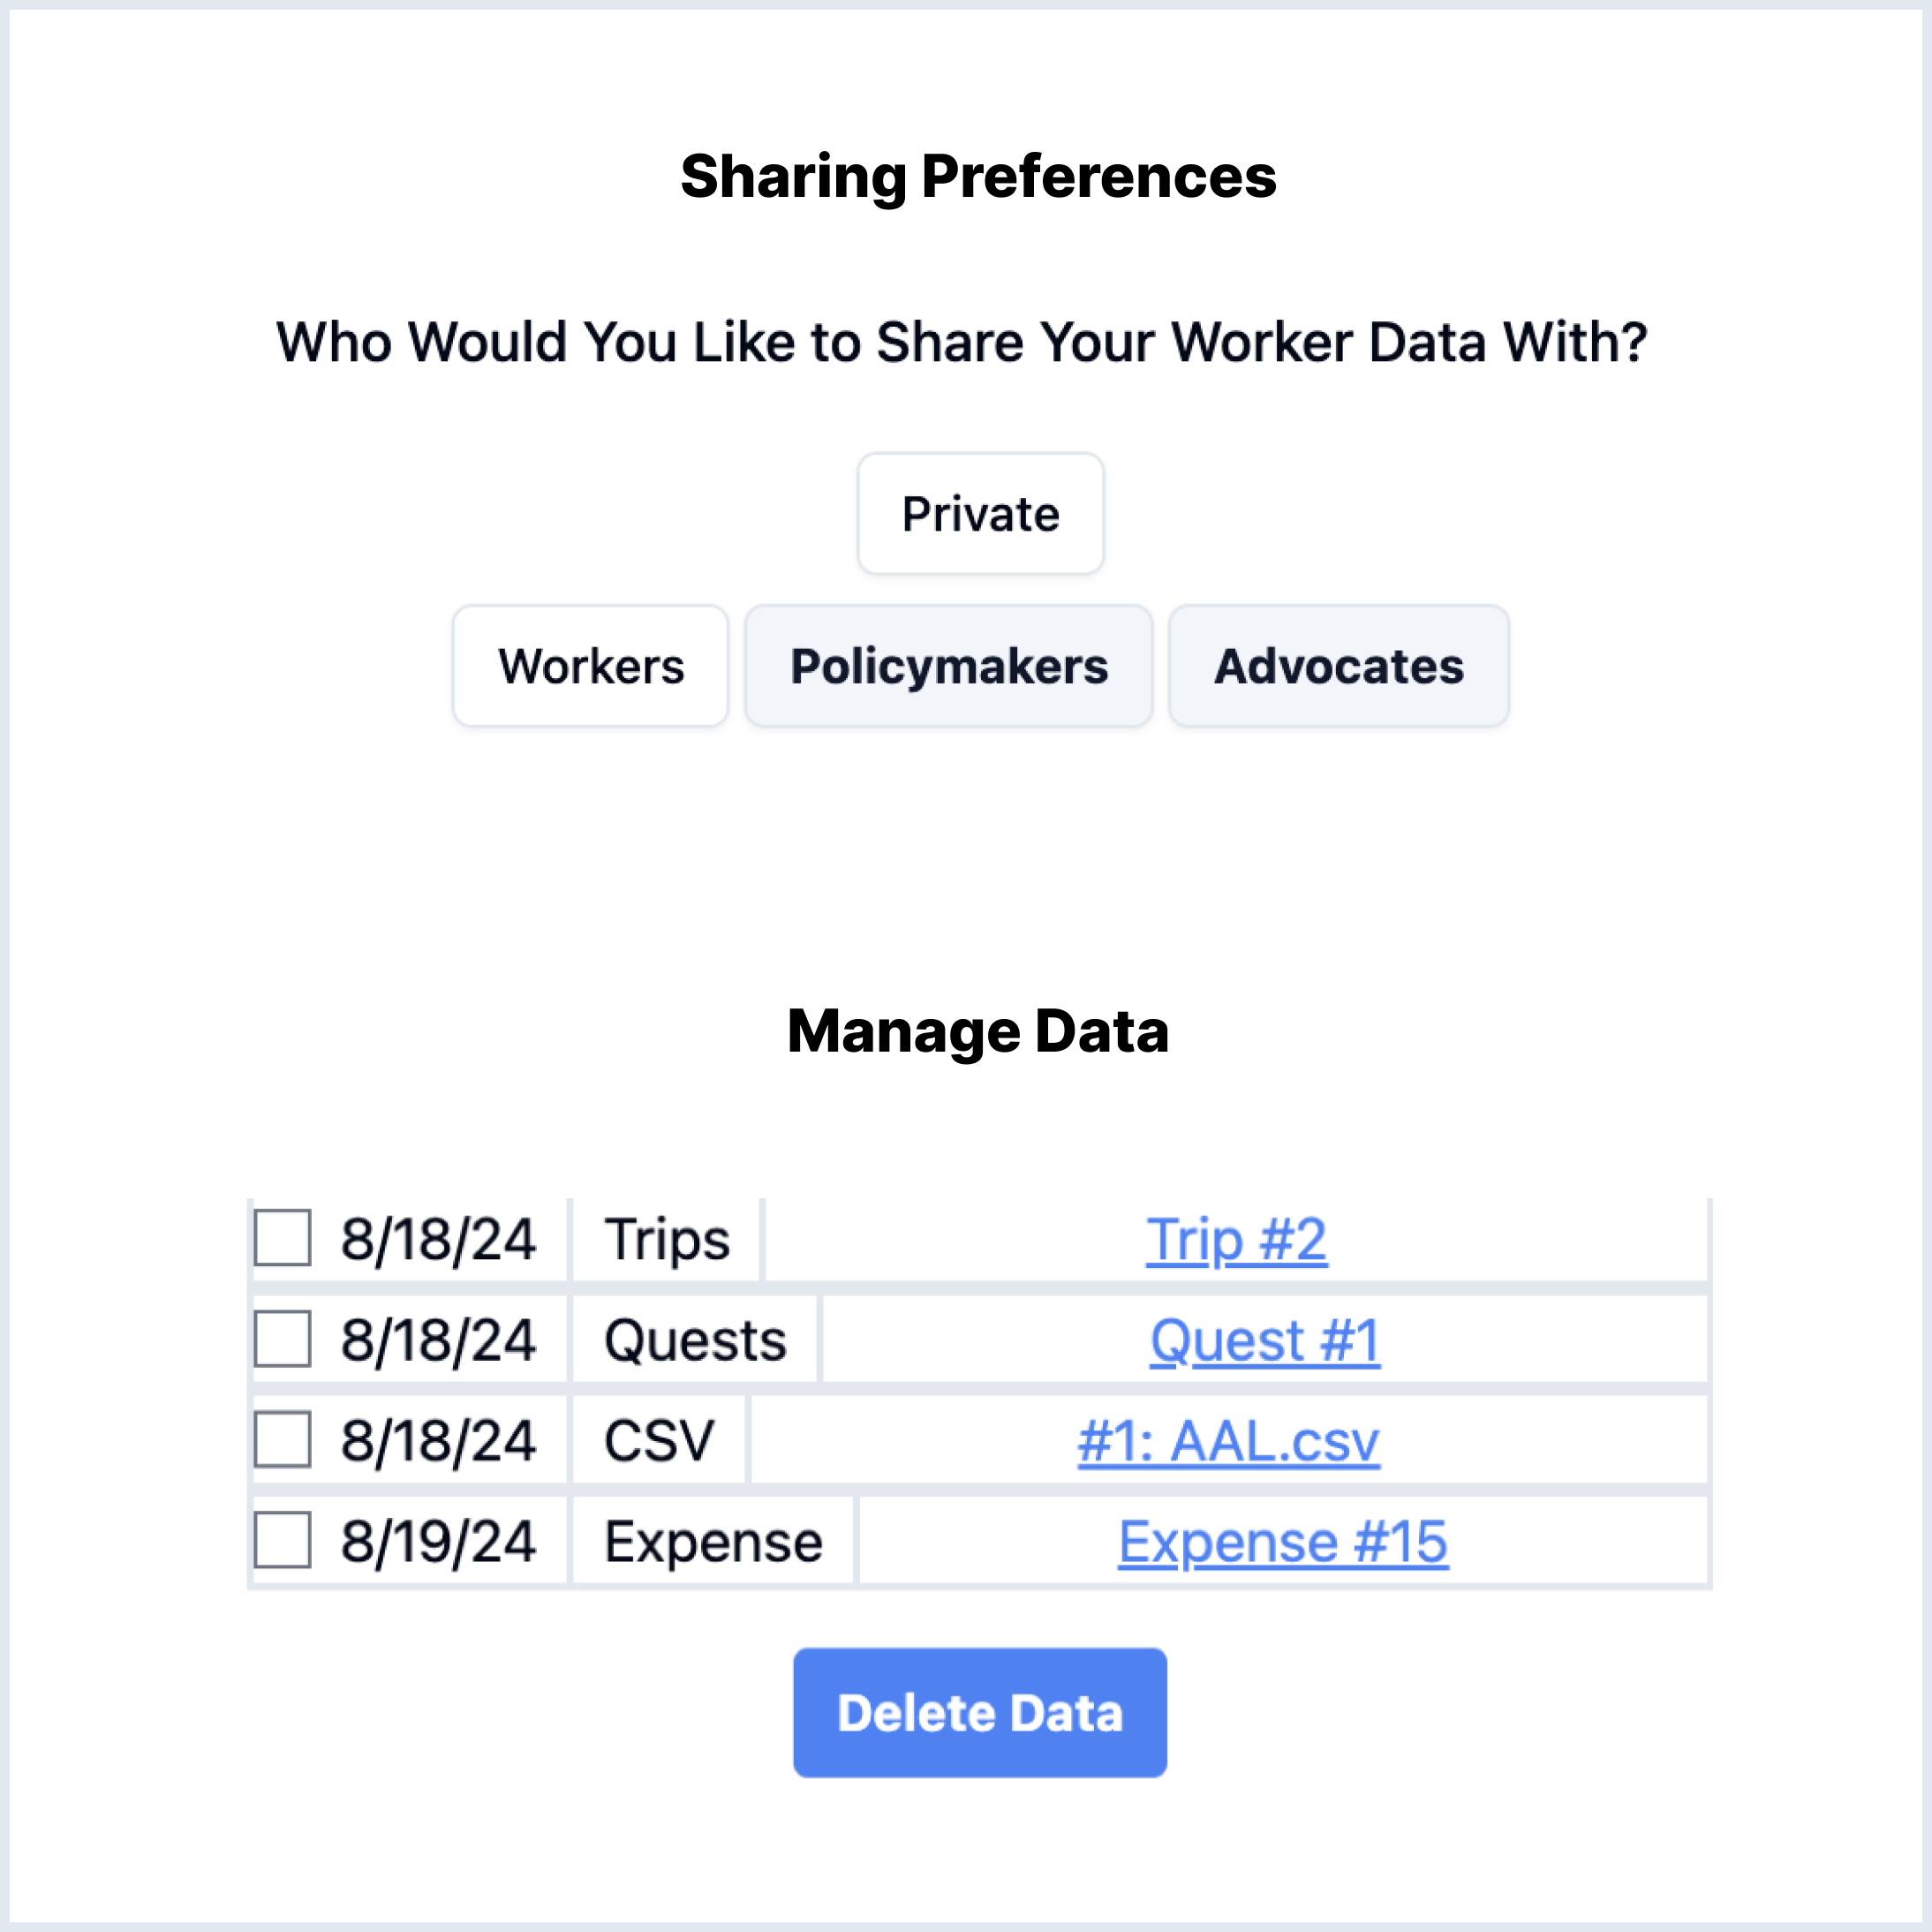 Sharing Preferences
Who Would You Like to Share Your Worker Data With?
Private
Workers Policymakers Advocates
Manage Data
8/18/24 Trips Trip #2
8/18/24 Quests Quest #1
8/18/24 CSV #1: AAL.csv
8/19/24 Expense Expense #15
Delete Data